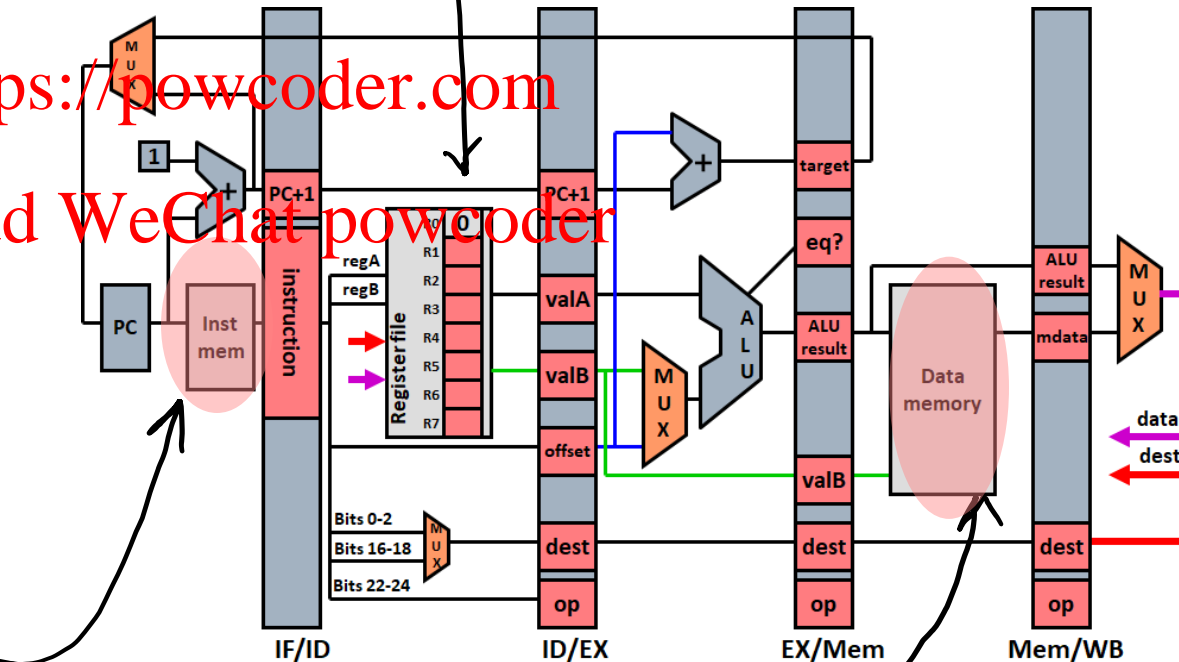 M
U
X
ps://powcoder.com
1
+
+
PC+1
PC+1
target
d WeChat powcoder
R0
0
eq?
regA
R1
ALU
result
M
U
X
instruction
regB
R2
valA
PC
Inst
mem
R3
A
L
U
ALU
result
mdata
Register file
R4
R5
valB
M
U
X
Data
memory
R6
R7
data
offset
dest
valB
Bits 0-2
M
U
X
Bits 16-18
dest
dest
dest
Bits 22-24
op
op
op
IF/ID
ID/EX
EX/Mem
Mem/WB